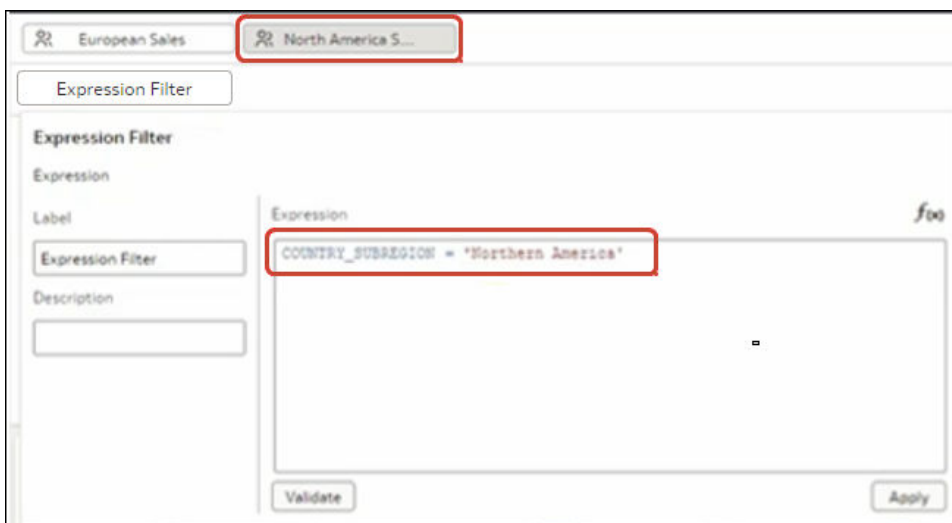 European Sales
North America S...
Expression Filter
Expression Filter
Expression
Label
Expression
f(x)
Expression Filter
COUNTRY_SUBREGION = 'Northern America'
Description
Validate
Apply